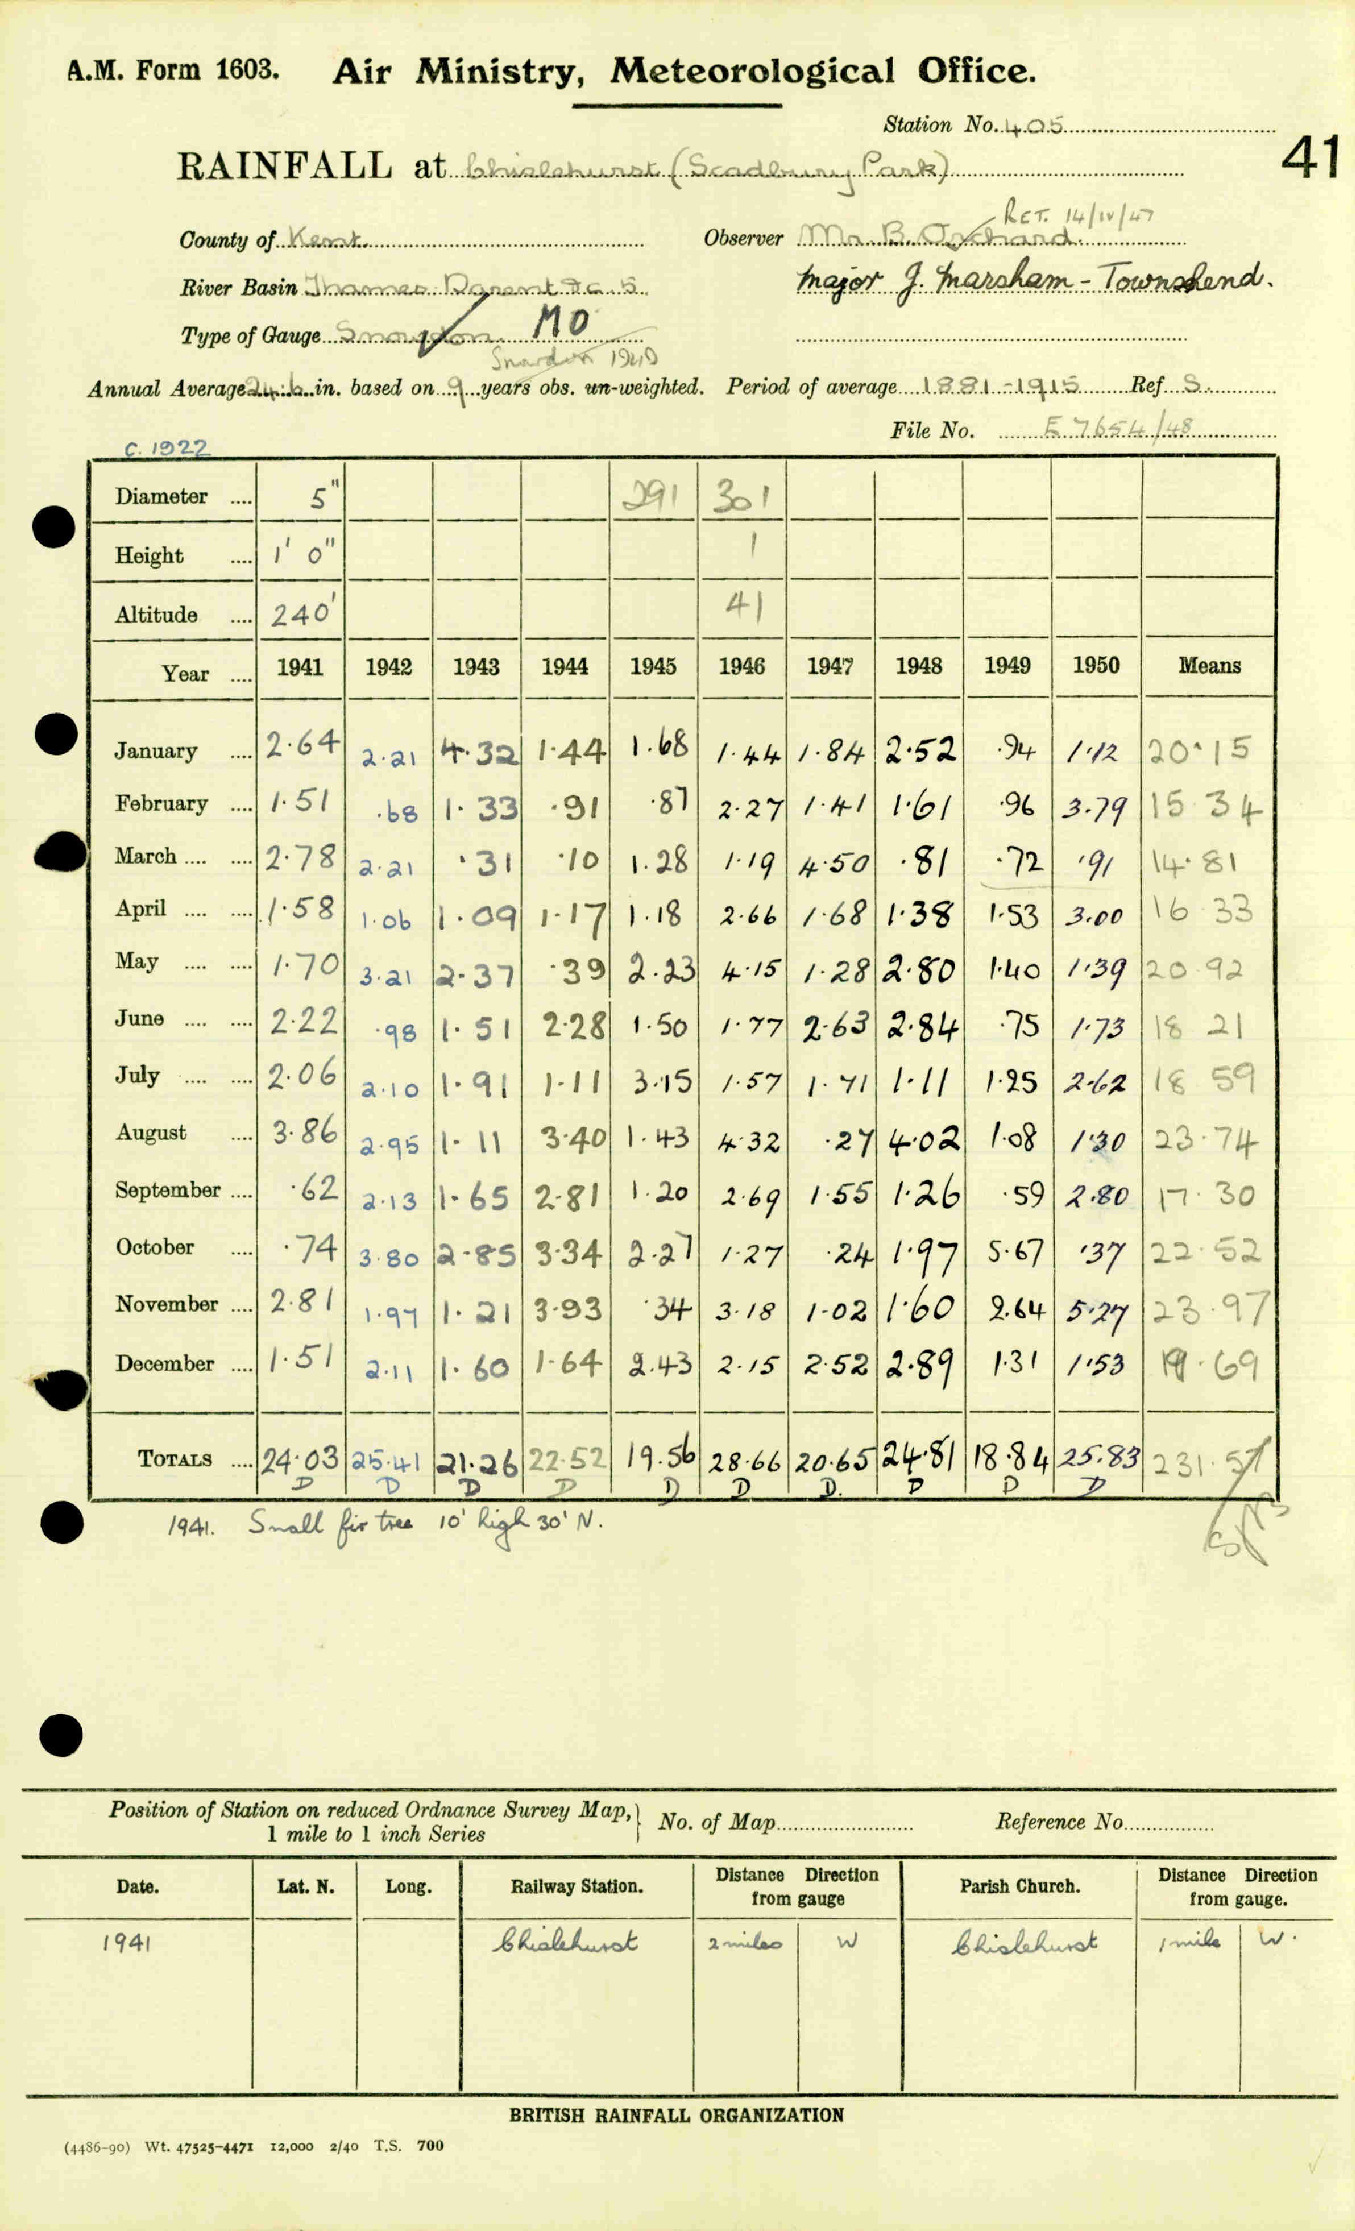 A.M. Form 1603. Air Ministry, Meteorological Office.
Station No. 405
41
RAINFALL at Chislehurst (Scadbury Park)
RET. 14/IV/47
County of Kent. Observer Mr B. Orchard.
River Basin Thames Darent &c. 5 Major J. Marsham - Townshend.
Type of Gauge Snowdon. MO
Snowdon 1940
Annual Average 24.6 in. based on 9 years obs. un-weighted. Period of average 1881-1915 Ref S.
File No. E 7654/48
C. 1922
Diameter .... 5" 291 301
Height .... 1' 0" 1
Altitude .... 240' 41
Year .... 1941 1942 1943 1944 1945 1946 1947 1948 1949 1950 Means
January .... 2.64 2.21 4.32 1.44 1.68 1.44 1.84 2.52 .94 1.12 20.15
February .... 1.51 .68 1.33 .91 .87 2.27 1.41 1.61 .96 3.79 15 34
March .... .... 2.78 2.21 .31 .10 1.28 1.19 4.50 .81 .72 .91 14.81
April .... .... 1.58 1.06 1.09 1.17 1.18 2.66 1.68 1.38 1.53 3.00 16 33
May .... .... 1.70 3.21 2.37 .39 2.23 4.15 1.28 2.80 1.40 1.39 20.92
June .... .... 2.22 .98 1.51 2.28 1.50 1.77 2.63 2.84 .75 1.73 18 21
July .... .... 2.06 2.10 1.91 1.11 3.15 1.57 1.71 1.11 1.25 2.62 18 59
August .... 3.86 2.95 1.11 3.40 1.43 4.32 .27 4.02 1.08 1.30 23.74
September .... .62 2.13 1.65 2.81 1.20 2.69 1.55 1.26 .59 2.80 17.30
October .... .74 3.80 2.85 3.34 2.27 1.27 .24 1.97 5.67 .37 22.52
November .... 2.81 1.97 1.21 3.93 .34 3.18 1.02 1.60 2.64 5.27 23.97
December .... 1.51 2.11 1.60 1.64 2.43 2.15 2.52 2.89 1.31 1.53 19.69
TOTALS .... 24.03 25.41 21.26 22.52 19.56 28.66 20.65 24.81 18.84 25.83 231.57
D D D D D D D. D D D
1941. Small fir tree 10' high 30' N.
Position of Station on reduced Ordnance Survey Map, } No. of Map Reference No.
1 mile to 1 inch Series
Date. Lat. N. Long. Railway Station. Distance from gauge Direction Parish Church. Distance from gauge. Direction
1941 Chislehurst 2 miles W Chislehurst 1 mile W.
BRITISH RAINFALL ORGANIZATION
(4486-90) Wt. 47525-4471 12,000 2/40 T.S. 700